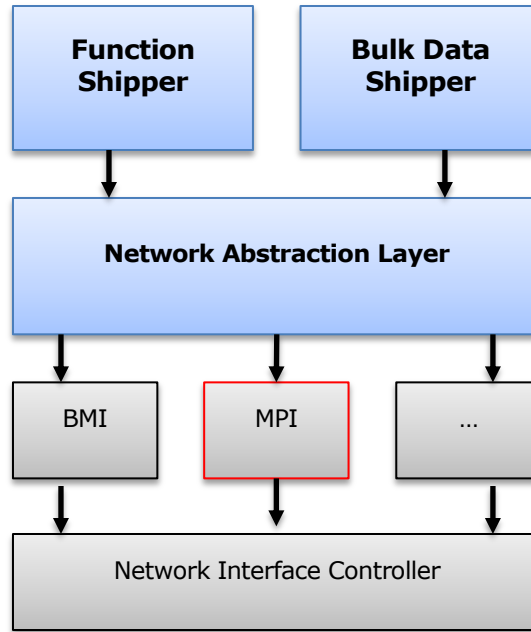 Function
Shipper
Bulk Data
Shipper
Network Abstraction Layer
BMI
MPI
…
Network Interface Controller